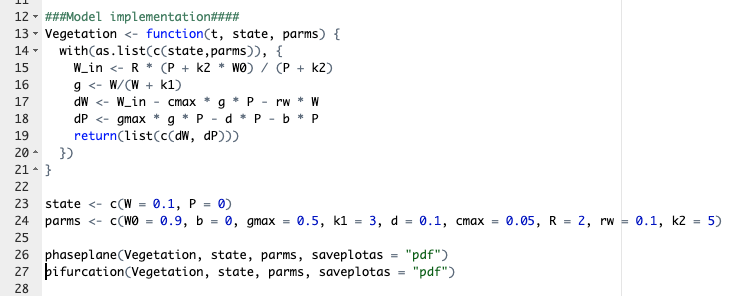 11
12 ###Model implementation####
13 Vegetation <- function(t, state, parms) {
14 with(as.list(c(state,parms)), {
15 W_in <- R * (P + k2 * W0) / (P + k2)
16 g <- W/(W + k1)
17 dW <- W_in - cmax * g * P - rw * W
18 dP <- gmax * g * P - d * P - b * P
19 return(list(c(dW, dP)))
20 })
21 }
22
23 state <- c(W = 0.1, P = 0)
24 parms <- c(W0 = 0.9, b = 0, gmax = 0.5, k1 = 3, d = 0.1, cmax = 0.05, R = 2, rw = 0.1, k2 = 5)
25
26 phaseplane(Vegetation, state, parms, saveplotas = "pdf")
27 bifurcation(Vegetation, state, parms, saveplotas = "pdf")
28